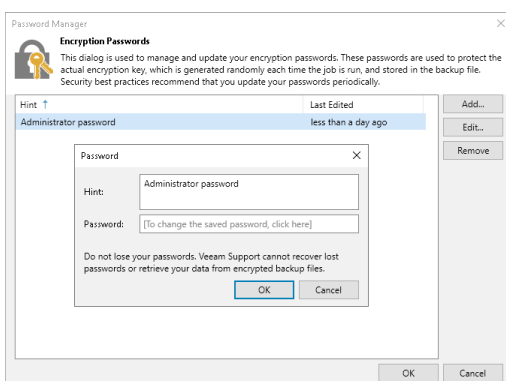 Password Manager
Encryption Passwords
This dialog is used to manage and update your encryption passwords. These passwords are used to protect the
actual encryption key, which is generated randomly each time the job is run, and stored in the backup file.
Security best practices recommend that you update your passwords periodically.
Hint
Last Edited
Administrator password
less than a day ago
Add...
Edit...
Remove
Password
Hint:
Administrator password
Password:
[To change the saved password, click here]
Do not lose your passwords. Veeam Support cannot recover lost
passwords or retrieve your data from encrypted backup files.
OK
Cancel
OK
Cancel